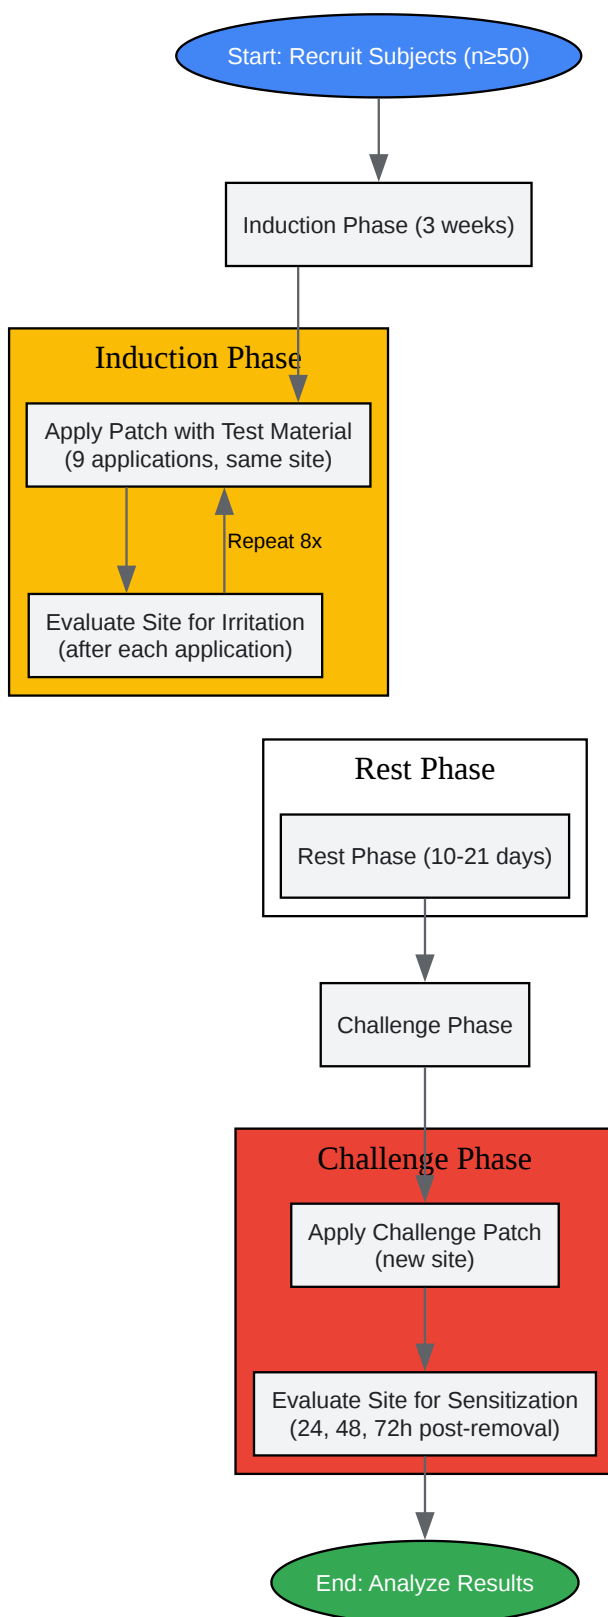 Start: Recruit Subjects (n≥50)
Induction Phase (3 weeks)
Induction Phase
Apply Patch with Test Material
(9 applications, same site)
Repeat 8x
Evaluate Site for Irritation
(after each application)
Rest Phase
Rest Phase (10-21 days)
Challenge Phase
Challenge Phase
Apply Challenge Patch
(new site)
Evaluate Site for Sensitization
(24, 48, 72h post-removal)
End: Analyze Results